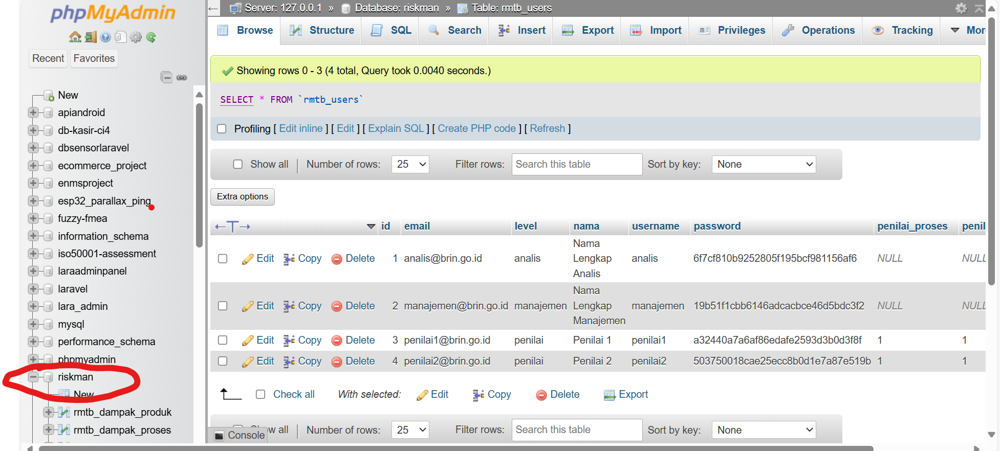 phpMyAdmin
Recent Favorites
New
apiandroid
db-kasir-ci4
dbsensorlaravel
ecommerce_project
enmsproject
esp32_parallax_ping
fuzzy-fmea
information_schema
iso50001-assessment
laraadminpanel
laravel
lara_admin
mysql
performance_schema
phpmyadmin
riskman
New
rmtb_dampak_produk
rmtb_dampak_proses
Server: 127.0.0.1 » Database: riskman » Table: rmtb_users
Browse Structure SQL Search Insert Export Import Privileges Operations Tracking Mor
Showing rows 0 - 3 (4 total, Query took 0.0040 seconds.)
SELECT * FROM `rmtb_users`
Profiling [ Edit inline ] [ Edit ] [ Explain SQL ] [ Create PHP code ] [ Refresh ]
Show all | Number of rows: 25 Filter rows: Search this table Sort by key: None
Extra options
←T→ id email level nama username password penilai_proses penil
Edit Copy Delete 1 analis@brin.go.id analis Nama Lengkap Analis analis 6f7cf810b9252805f195bcf981156af6 NULL NULL
Edit Copy Delete 2 manajemen@brin.go.id manajemen Nama Lengkap Manajemen manajemen 19b51f1cbb6146adcacbce46d5bdc3f2 NULL NULL
Edit Copy Delete 3 penilai1@brin.go.id penilai Penilai 1 penilai1 a32440a7a6af86edafe2593d3b0d3f8f 1 1
Edit Copy Delete 4 penilai2@brin.go.id penilai Penilai 2 penilai2 503750018cae25ecc8b0d1e7a87e519b 1 1
Check all With selected: Edit Copy Delete Export
Show all | Number of rows: 25 Filter rows: Search this table Sort by key: None
Console